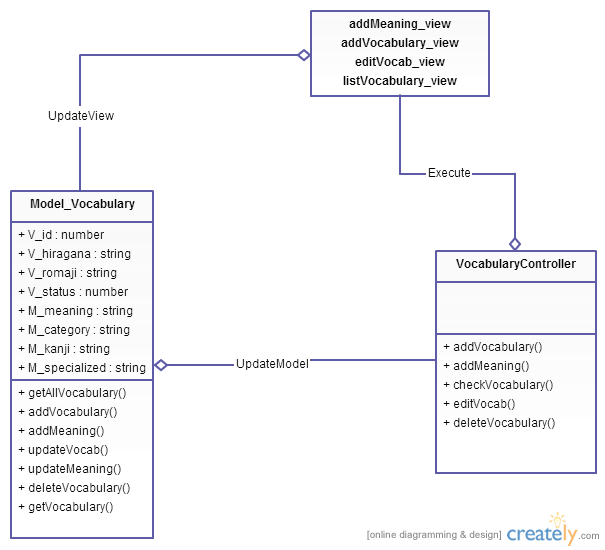 addMeaning_view
addVocabulary_view
editVocab_view
listVocabulary_view
UpdateView
Execute
Model_Vocabulary
+ V_id : number
+ V_hiragana : string
+ V_romaji : string
+ V_status : number
+ M_meaning : string
+ M_category : string
+ M_kanji : string
+ M_specialized : string
+ getAllVocabulary()
+ addVocabulary()
+ addMeaning()
+ updateVocab()
+ updateMeaning()
+ deleteVocabulary()
+ getVocabulary()
UpdateModel
VocabularyController
+ addVocabulary()
+ addMeaning()
+ checkVocabulary()
+ editVocab()
+ deleteVocabulary()
[online diagramming & design] creately.com